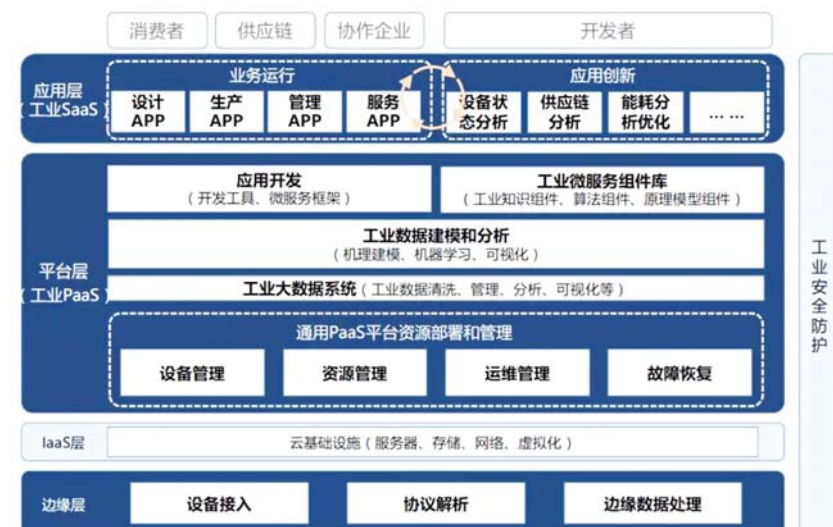 消费者 供应链 协作企业 开发者
应用层
（工业SaaS）
业务运行
设计
APP
生产
APP
管理
APP
服务
APP
应用创新
设备状
态分析
供应链
分析
能耗分
析优化
... ...
平台层
（工业PaaS）
应用开发
（开发工具、微服务框架）
工业微服务组件库
（工业知识组件、算法组件、原理模型组件）
工业数据建模和分析
（机理建模、机器学习、可视化）
工业大数据系统（工业数据清洗、管理、分析、可视化等）
通用PaaS平台资源部署和管理
设备管理 资源管理 运维管理 故障恢复
IaaS层
云基础设施（服务器、存储、网络、虚拟化）
边缘层
设备接入 协议解析 边缘数据处理
工业安全防护